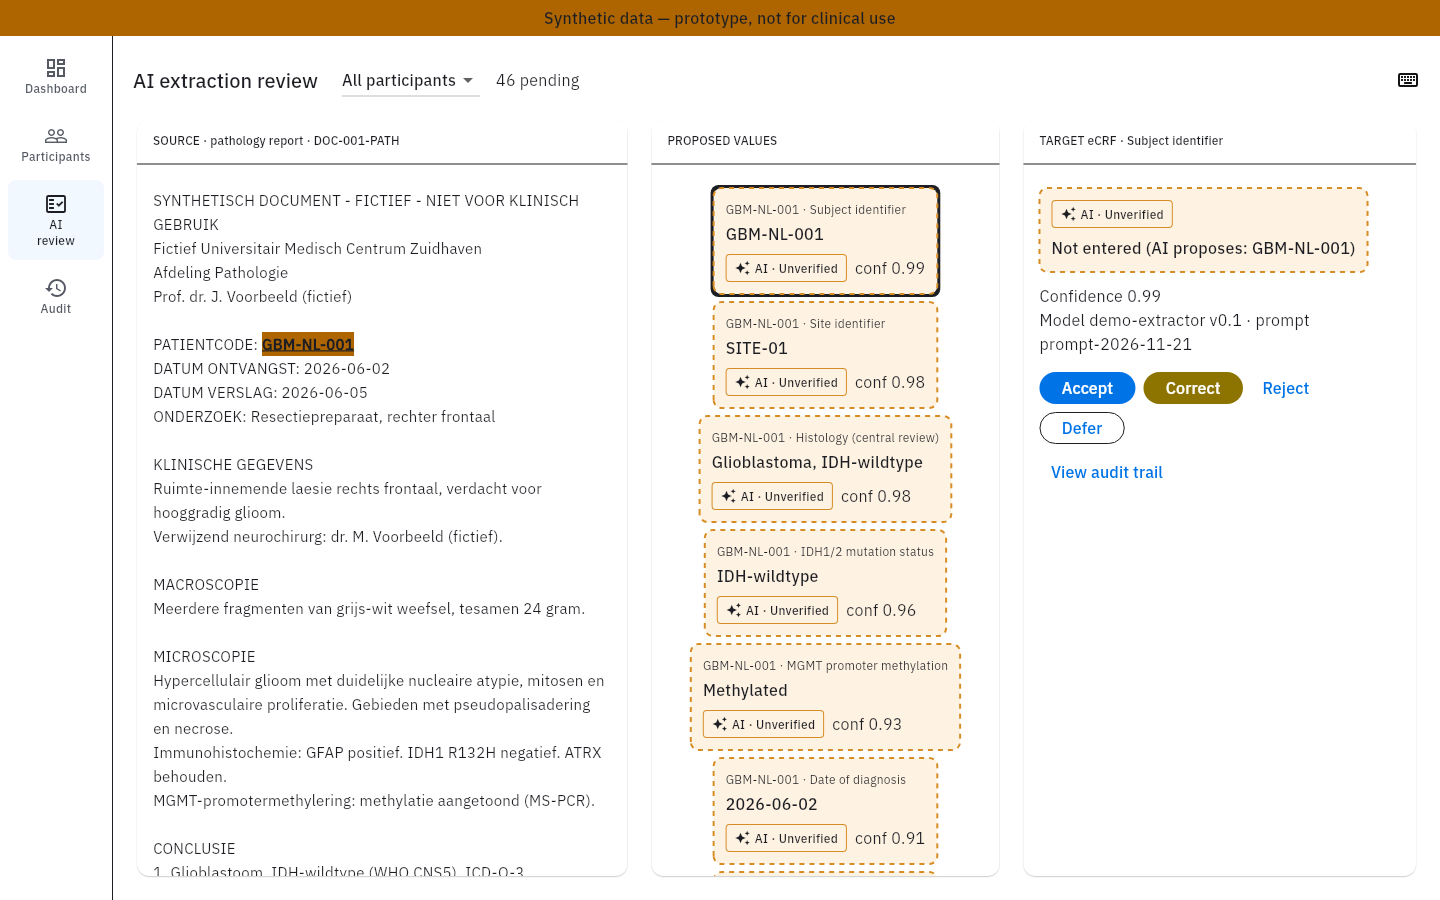 Synthetic data — prototype, not for clinical use
Dashboard
Participants
AI
review
Audit
AI extraction review
All participants
46 pending
SOURCE · pathology report · DOC-001-PATH
SYNTHETISCH DOCUMENT - FICTIEF - NIET VOOR KLINISCH
GEBRUIK
Fictief Universitair Medisch Centrum Zuidhaven
Afdeling Pathologie
Prof. dr. J. Voorbeeld (fictief)
PATIENTCODE: GBM-NL-001
DATUM ONTVANGST: 2026-06-02
DATUM VERSLAG: 2026-06-05
ONDERZOEK: Resectiepreparaat, rechter frontaal
KLINISCHE GEGEVENS
Ruimte-innemende laesie rechts frontaal, verdacht voor
hooggradig glioom.
Verwijzend neurochirurg: dr. M. Voorbeeld (fictief).
MACROSCOPIE
Meerdere fragmenten van grijs-wit weefsel, tesamen 24 gram.
MICROSCOPIE
Hypercellulair glioom met duidelijke nucleaire atypie, mitosen en
microvasculaire proliferatie. Gebieden met pseudopalisadering
en necrose.
Immunohistochemie: GFAP positief. IDH1 R132H negatief. ATRX
behouden.
MGMT-promotermethylering: methylatie aangetoond (MS-PCR).
CONCLUSIE
1. Glioblastoom, IDH-wildtype (WHO CNS5), ICD-O-3
PROPOSED VALUES
GBM-NL-001 · Subject identifier
GBM-NL-001
AI · Unverified conf 0.99
GBM-NL-001 · Site identifier
SITE-01
AI · Unverified conf 0.98
GBM-NL-001 · Histology (central review)
Glioblastoma, IDH-wildtype
AI · Unverified conf 0.98
GBM-NL-001 · IDH1/2 mutation status
IDH-wildtype
AI · Unverified conf 0.96
GBM-NL-001 · MGMT promoter methylation
Methylated
AI · Unverified conf 0.93
GBM-NL-001 · Date of diagnosis
2026-06-02
AI · Unverified conf 0.91
TARGET eCRF · Subject identifier
AI · Unverified
Not entered (AI proposes: GBM-NL-001)
Confidence 0.99
Model demo-extractor v0.1 · prompt
prompt-2026-11-21
Accept
Correct
Reject
Defer
View audit trail